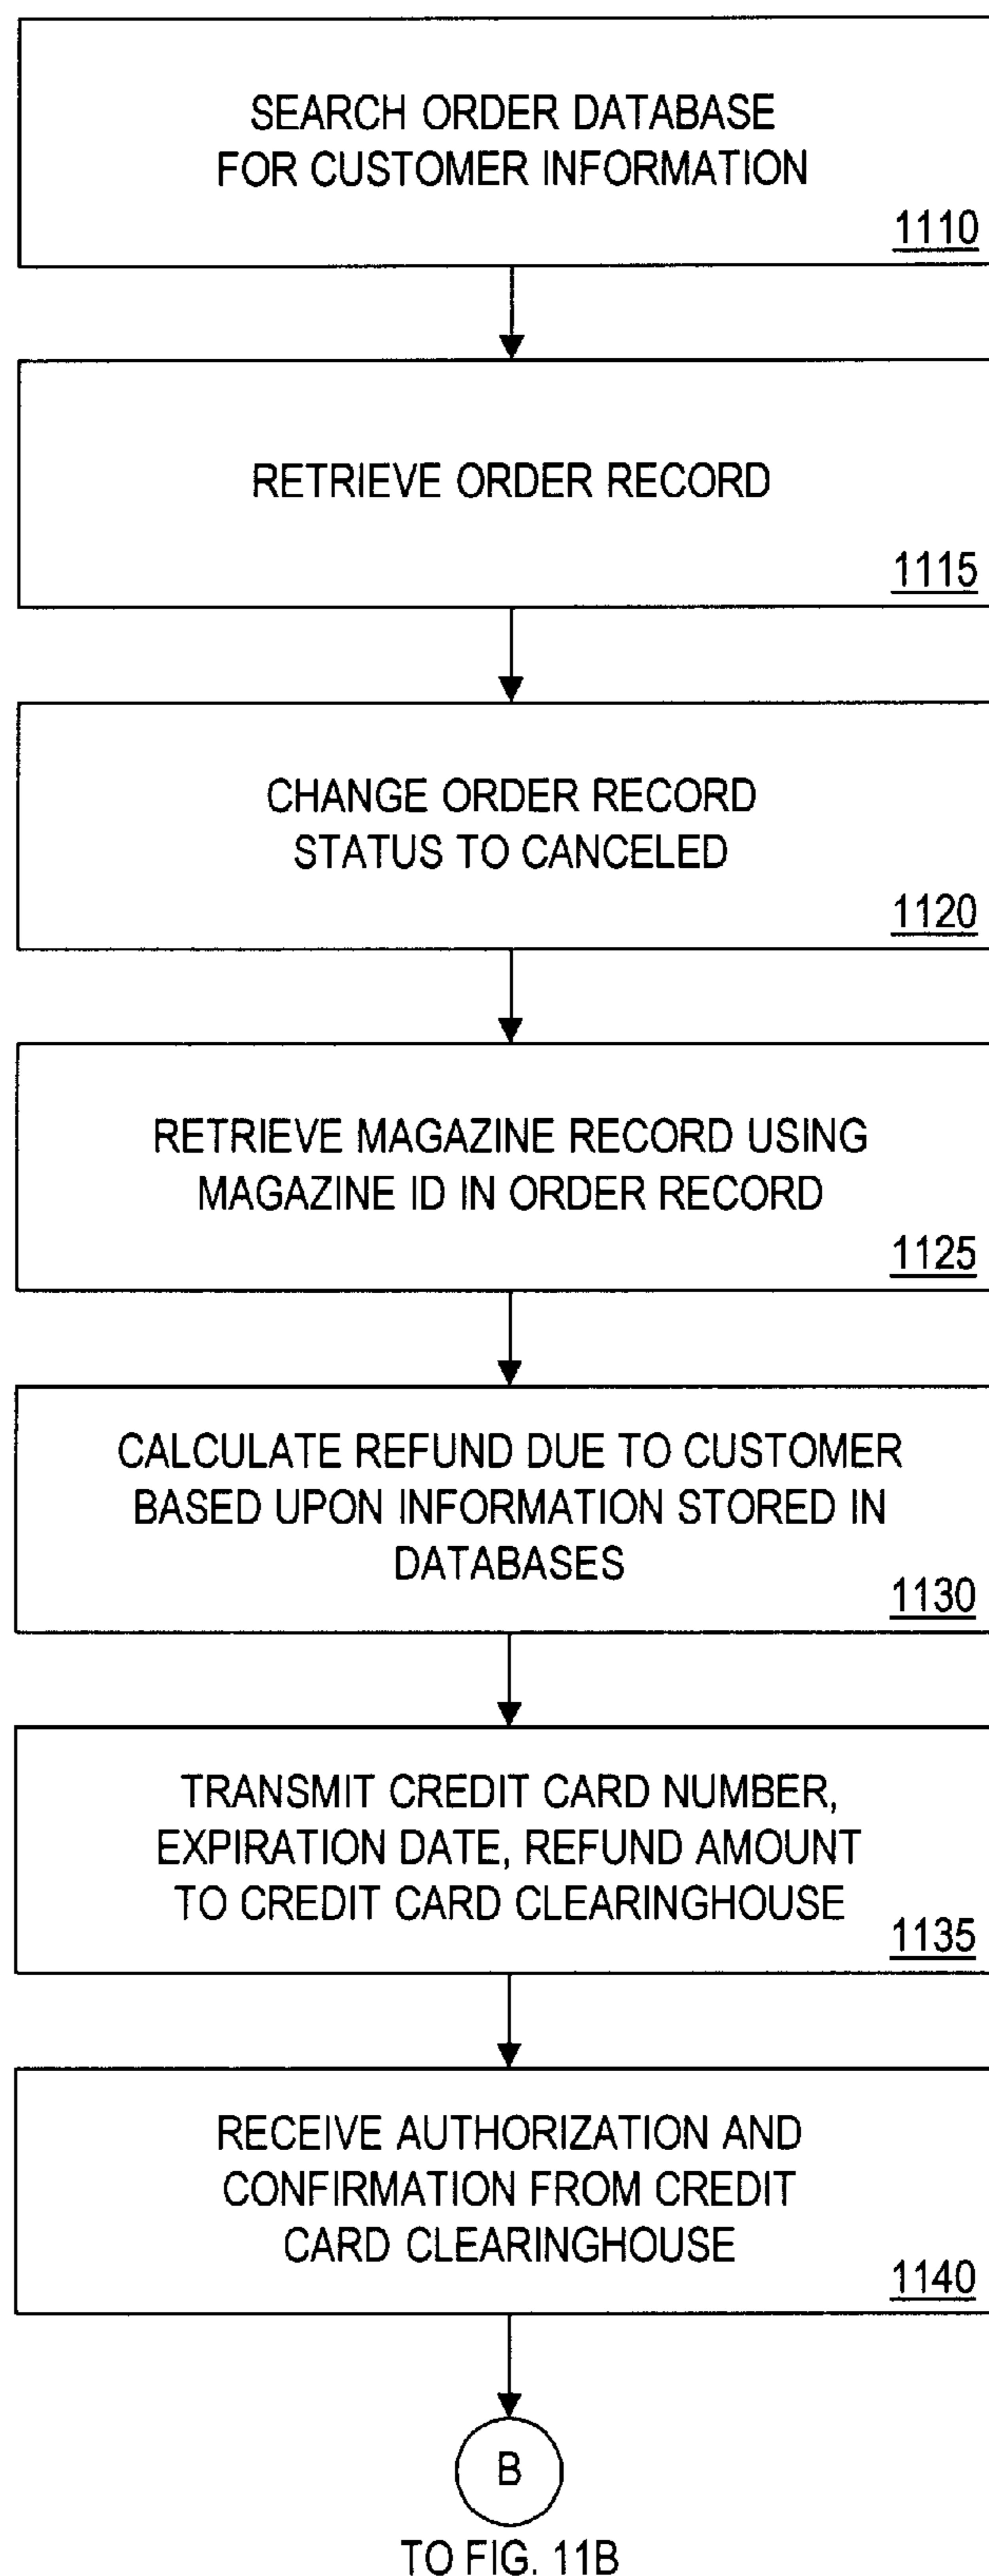 SEARCH ORDER DATABASE
FOR CUSTOMER INFORMATION
1110
RETRIEVE ORDER RECORD
1115
CHANGE ORDER RECORD
STATUS TO CANCELED
1120
RETRIEVE MAGAZINE RECORD USING
MAGAZINE ID IN ORDER RECORD
1125
CALCULATE REFUND DUE TO CUSTOMER
BASED UPON INFORMATION STORED IN
DATABASES
1130
TRANSMIT CREDIT CARD NUMBER,
EXPIRATION DATE, REFUND AMOUNT
TO CREDIT CARD CLEARINGHOUSE
1135
RECEIVE AUTHORIZATION AND
CONFIRMATION FROM CREDIT
CARD CLEARINGHOUSE
1140
B
TO FIG. 11B